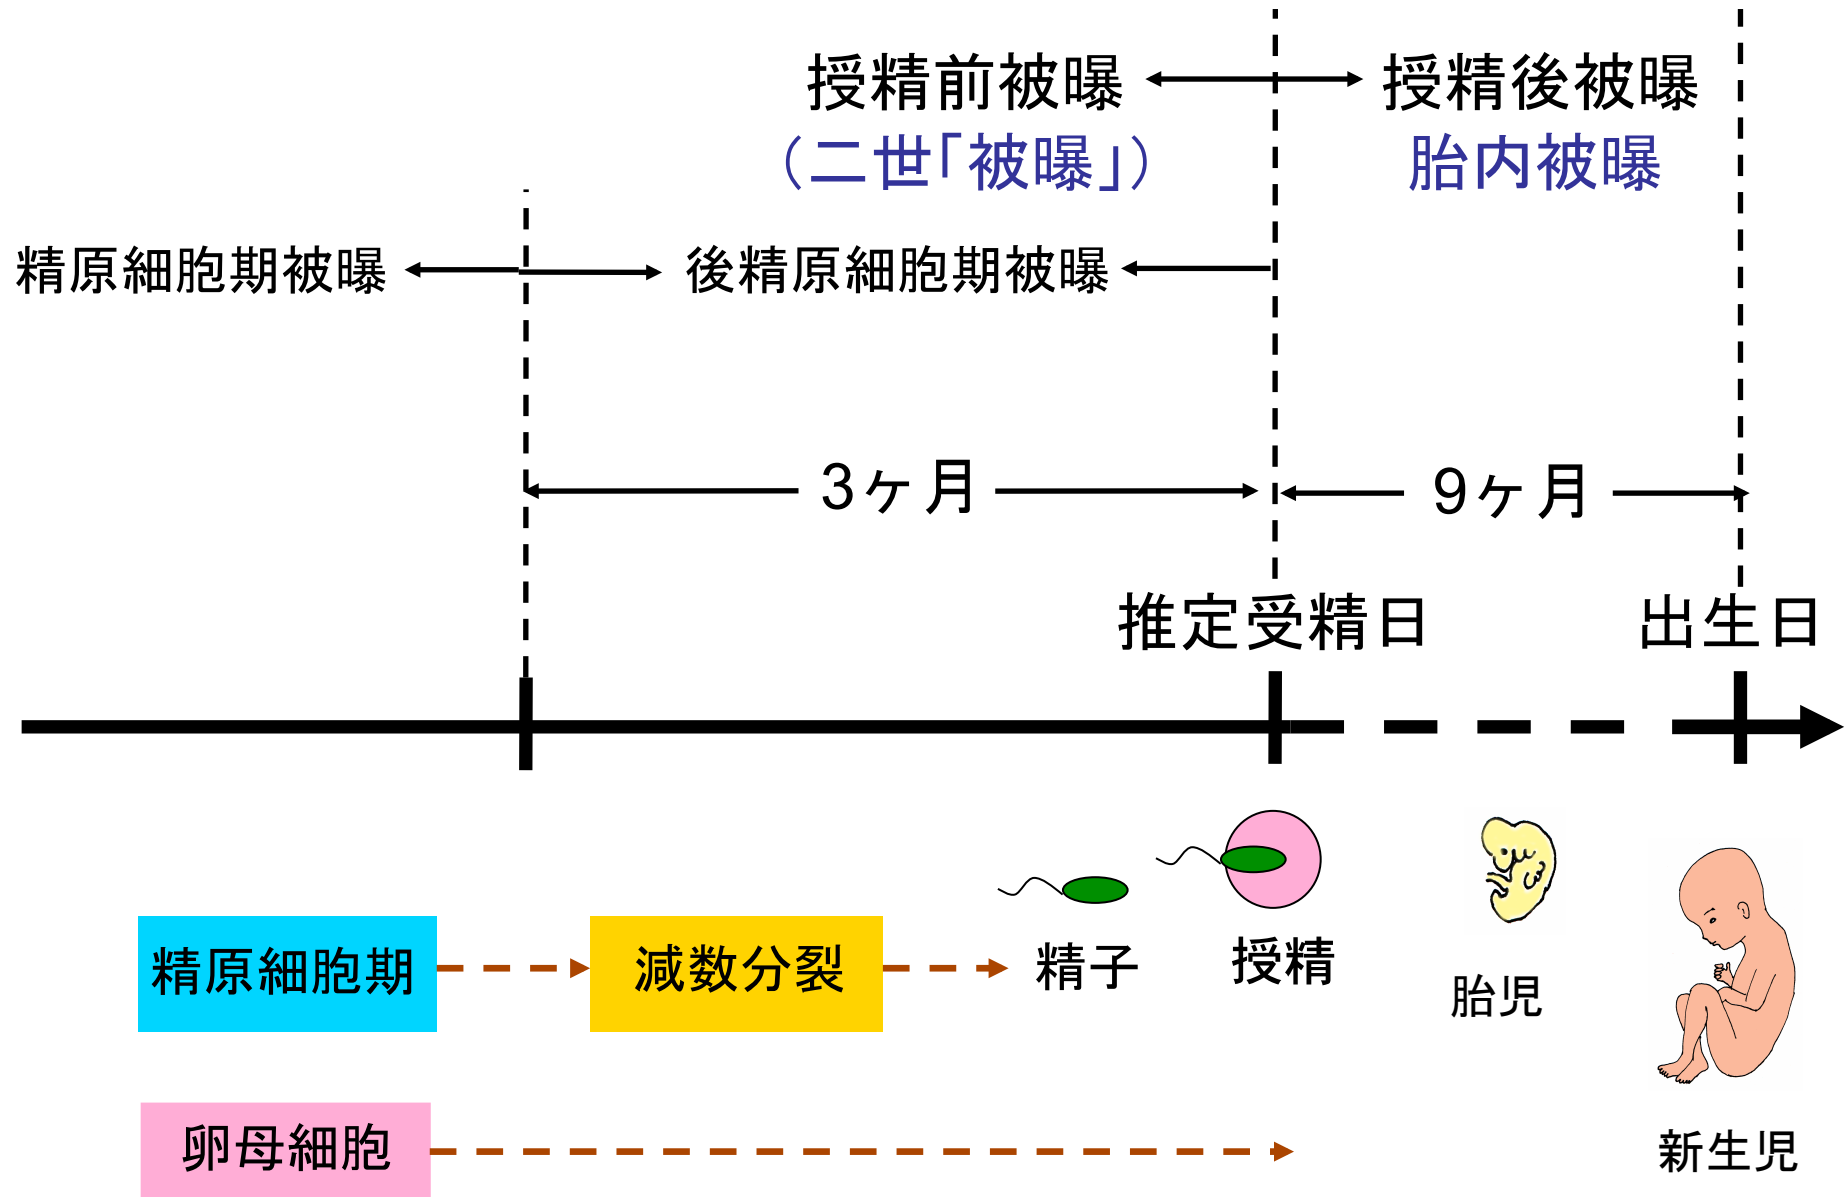 授精前被曝
授精後被曝
（二世｢被曝｣）
胎内被曝
精原細胞期被曝
後精原細胞期被曝
3ヶ月
9ヶ月
推定受精日
出生日
精原細胞期
減数分裂
精子
授精
胎児
卵母細胞
新生児